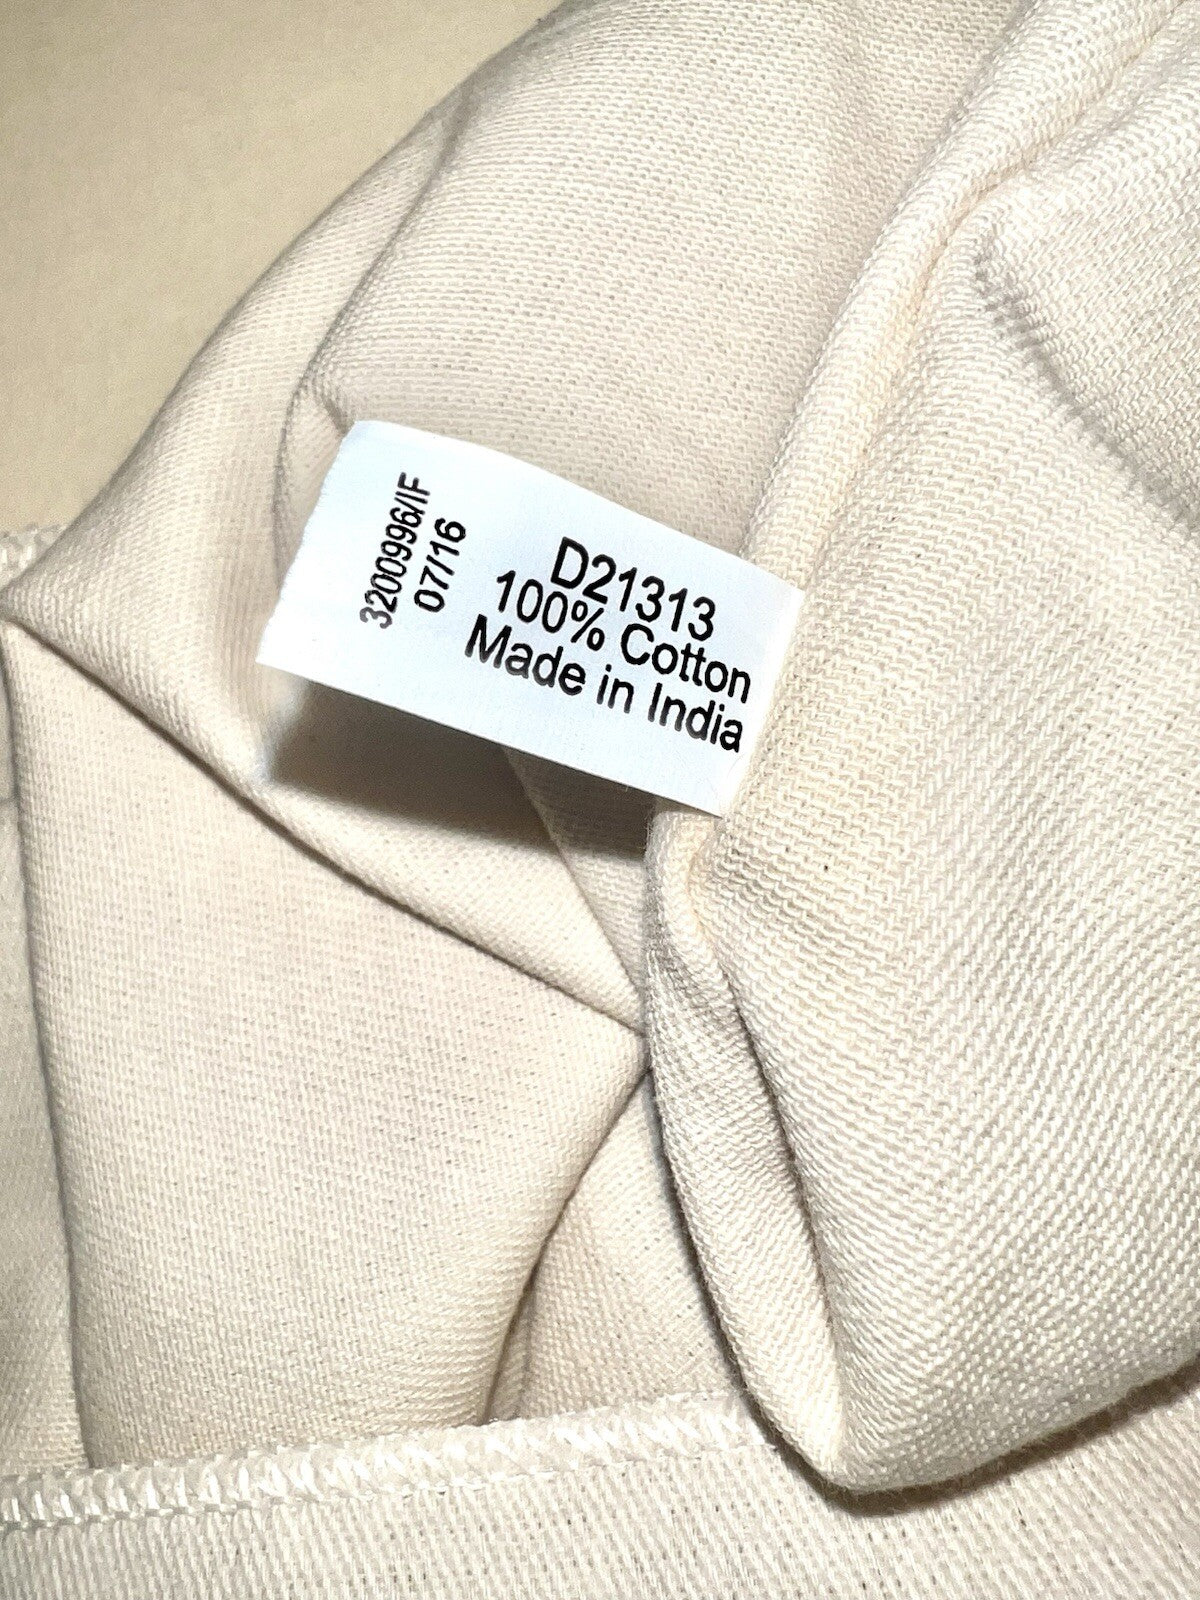 3200996/IF
07/16
D21313
100% Cotton
Made in India